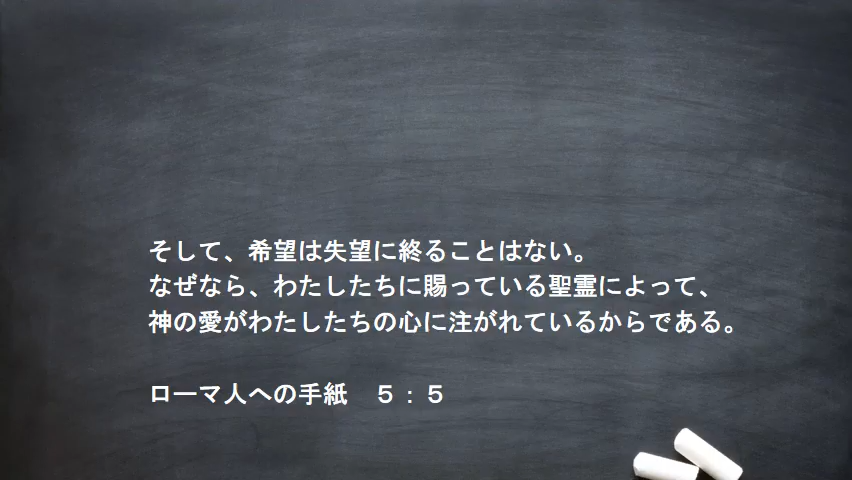 そして、希望は失望に終ることはない。
なぜなら、わたしたちに賜っている聖霊によって、
神の愛がわたしたちの心に注がれているからである。
ローマ人への手紙　５：５